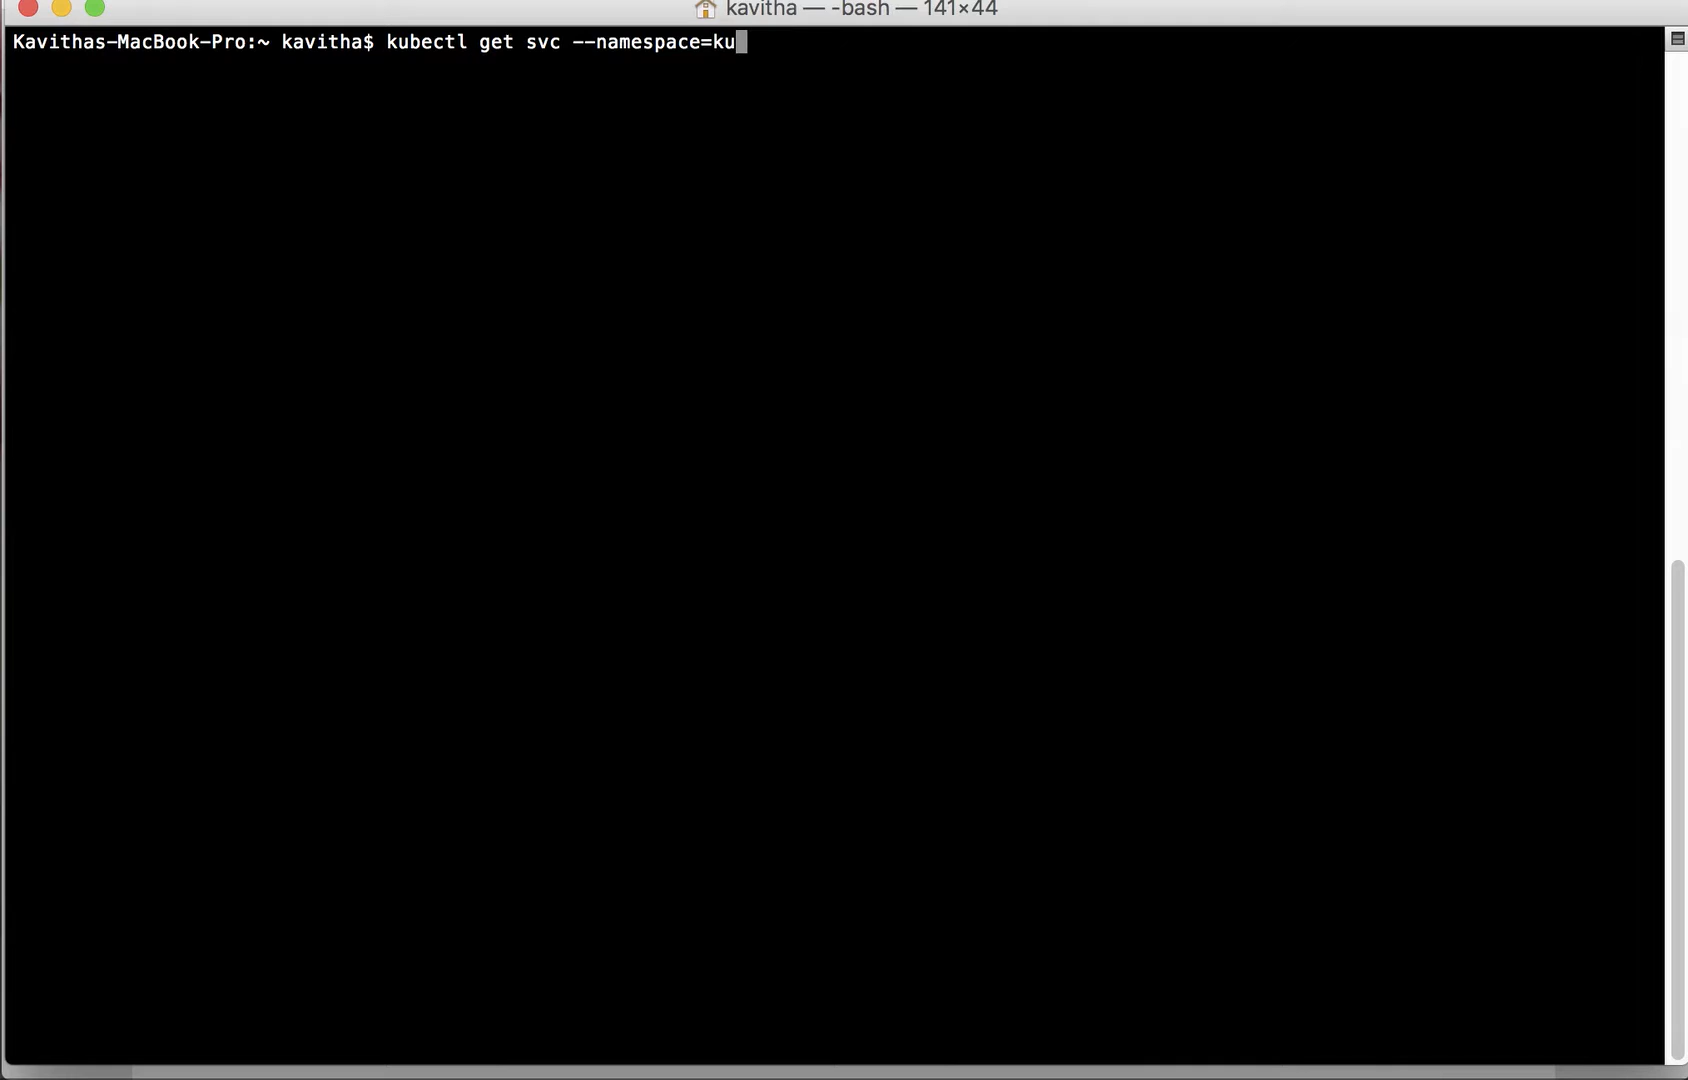 kavitha — -bash — 141×44
Kavithas-MacBook-Pro:~ kavitha$ kubectl get svc --namespace=ku